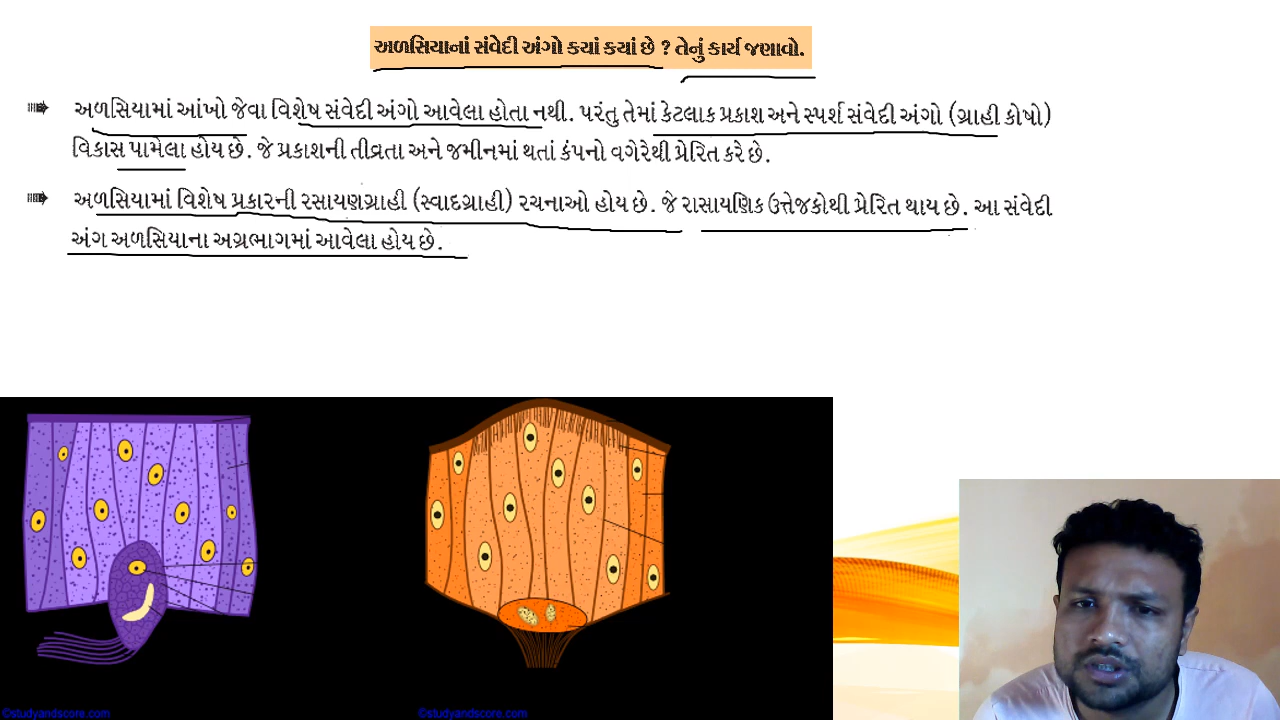 અળસિયાનાં સંવેદી અંગો કયાં કયાં છે ? તેનું કાર્ય જણાવો.
અળસિયામાં આંખો જેવા વિશેષ સંવેદી અંગો આવેલા હોતા નથી. પરંતુ તેમાં કેટલાક પ્રકાશ અને સ્પર્શ સંવેદી અંગો (ગ્રાહી કોષો)
વિકાસ પામેલા હોય છે. જે પ્રકાશની તીવ્રતા અને જમીનમાં થતાં કંપનો વગેરેથી પ્રેરિત કરે છે.
અળસિયામાં વિશેષ પ્રકારની રસાયણગ્રાહી (સ્વાદગ્રાહી) રચનાઓ હોય છે. જે રાસાયણિક ઉત્તેજકોથી પ્રેરિત થાય છે. આ સંવેદી
અંગ અળસિયાના અગ્રભાગમાં આવેલા હોય છે.
©studyandscore.com
©studyandscore.com